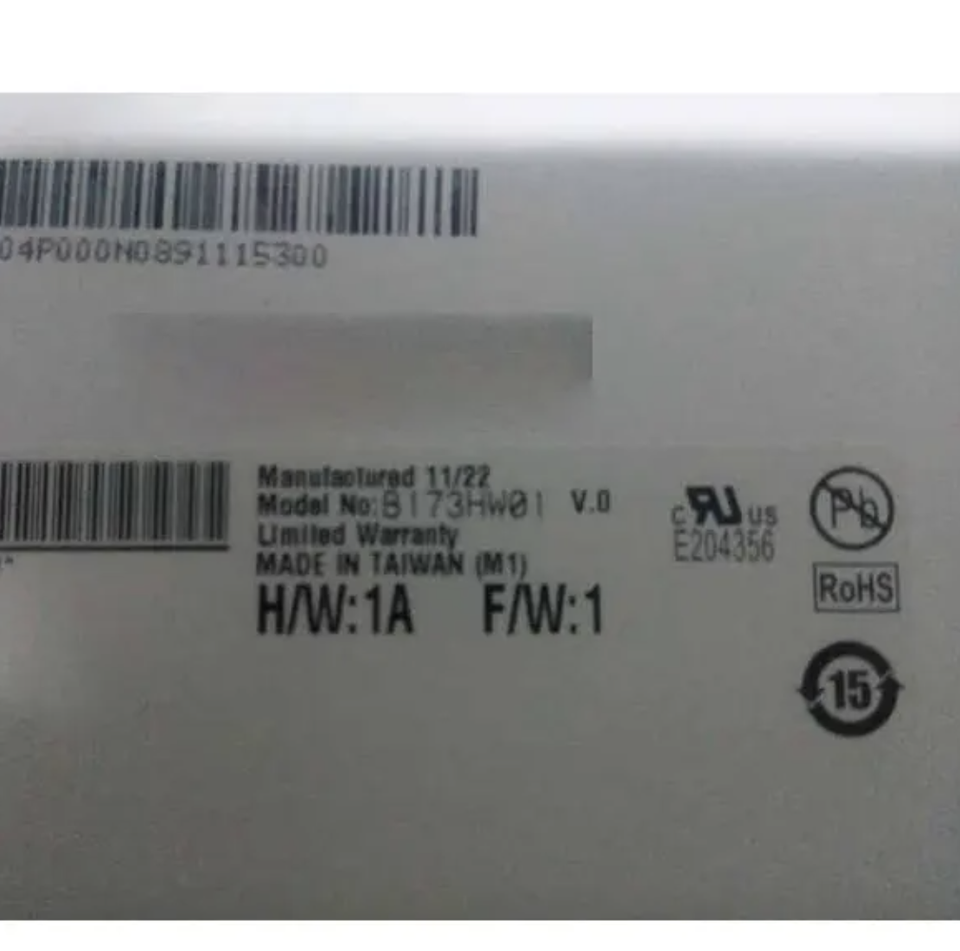 04P000N0891115300
Manufactured 11/22
Model No:B173HW01 V.0
Limited Warranty
MADE IN TAIWAN (M1)
H/W:1A F/W:1
c UR us
E204356
Pb
RoHS
15